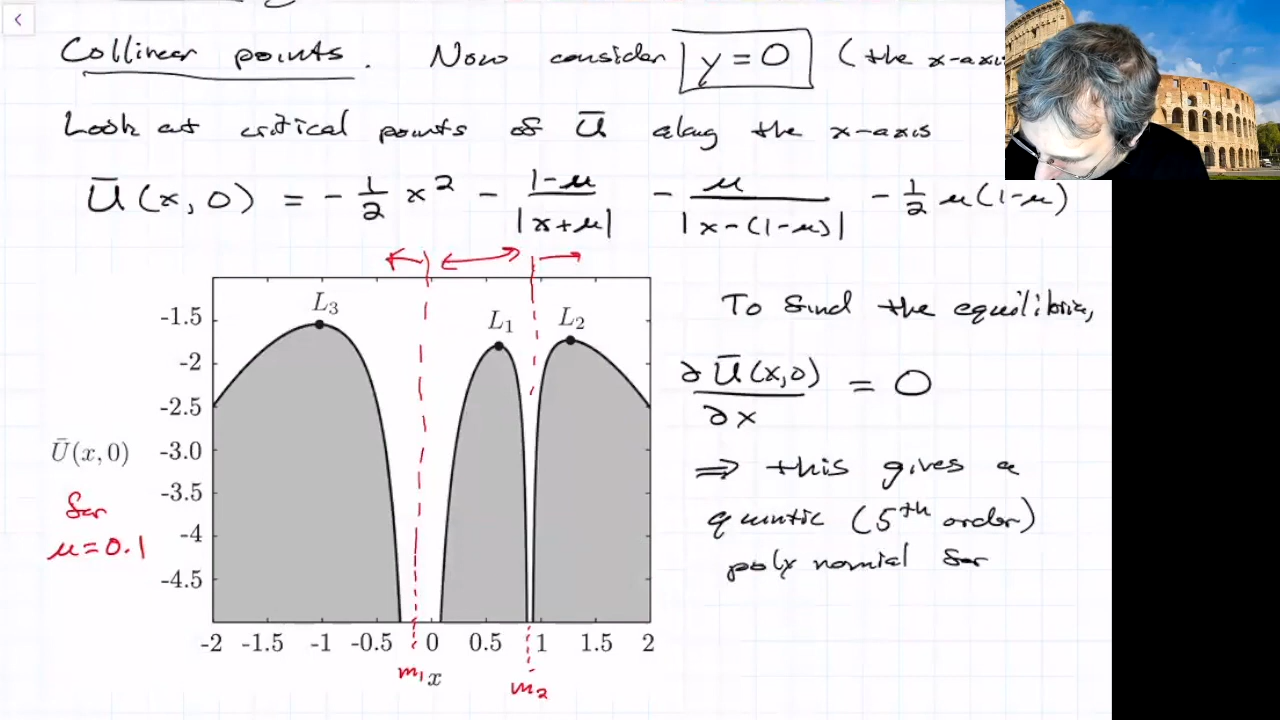 Collinear points. Now consider y = 0 (the x-axi
Look at critical points of Ū along the x-axis
Ū(x,0) = -1/2 x² - (1-μ)/|x+μ| - μ/|x-(1-μ)| - 1/2 μ(1-μ)
To find the equilibria,
∂Ū(x,0)/∂x = 0
⇒ this gives a
quintic (5th order)
polynomial for
L3
L1
L2
-1.5
-2
-2.5
-3.0
-3.5
-4
-4.5
Ū(x,0)
for
μ=0.1
-2 -1.5 -1 -0.5 0 0.5 1 1.5 2
m1 x m2